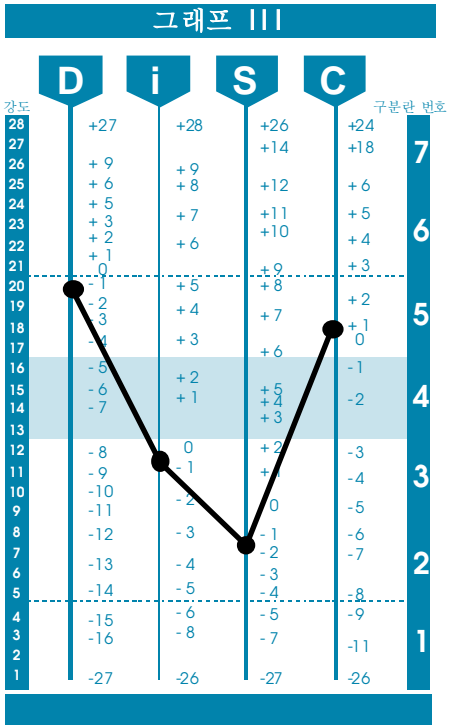 그래프 III
D i S C
강도 구분란 번호
28 +27 +28 +26 +24
27 +14 +18 7
26 + 9 + 9
25 + 6 + 8 +12 + 6
24 + 5 + 7 +11 + 5
23 + 3 +10 6
22 + 2 + 6 + 4
21 + 1 + 9 + 3
0
20 - 1 + 5 + 8
19 - 2 + 4 + 2
18 - 3 + 7 + 1 5
17 - 4 + 3 + 6 0
16 - 5 + 2 -1
15 - 6 + 1 + 5 -2 4
14 - 7 + 4
13 + 3
12 - 8 0 + 2 -3
11 - 9 - 1 + 1 -4 3
10 -10 - 2
9 -11 0 -5
8 -12 - 3 - 1 -6
7 -13 - 4 - 2 -7 2
6 - 3
5 -14 - 5 - 4 -8
4 -15 - 6 - 5 -9
3 -16 - 8 - 7 1
2 -11
1 -27 -26 -27 -26